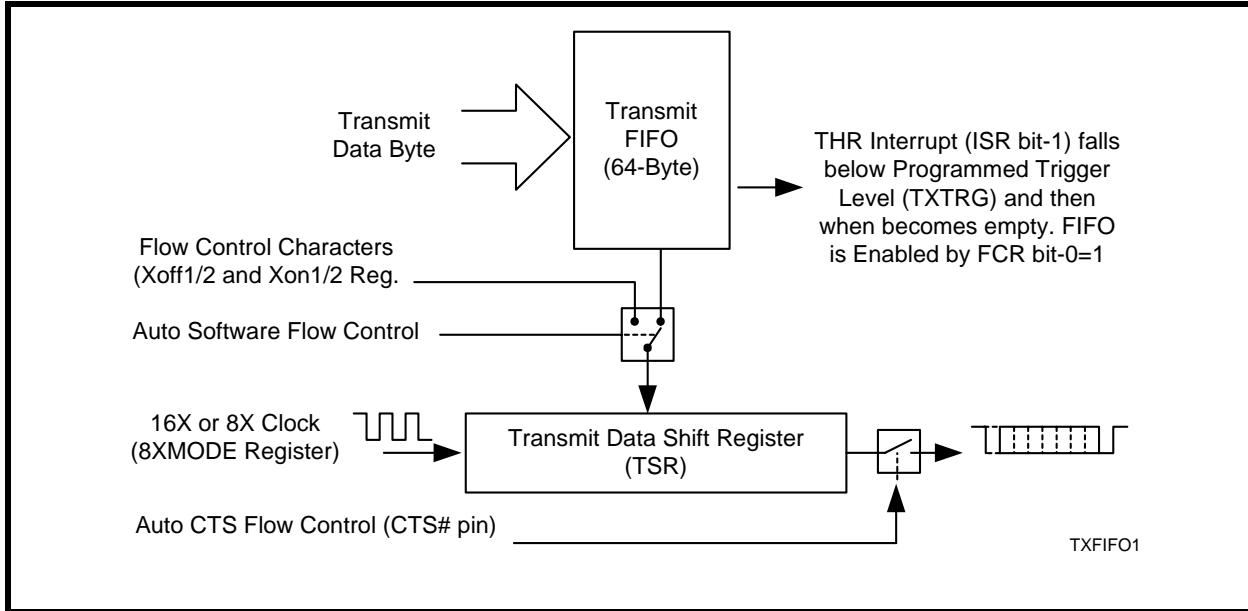 Transmit
Data Byte
Transmit
FIFO
(64-Byte)
THR Interrupt (ISR bit-1) falls
below Programmed Trigger
Level (TXTRG) and then
when becomes empty. FIFO
is Enabled by FCR bit-0=1
Flow Control Characters
(Xoff1/2 and Xon1/2 Reg.
Auto Software Flow Control
16X or 8X Clock
(8XMODE Register)
Transmit Data Shift Register
(TSR)
Auto CTS Flow Control (CTS# pin)
TXFIFO1